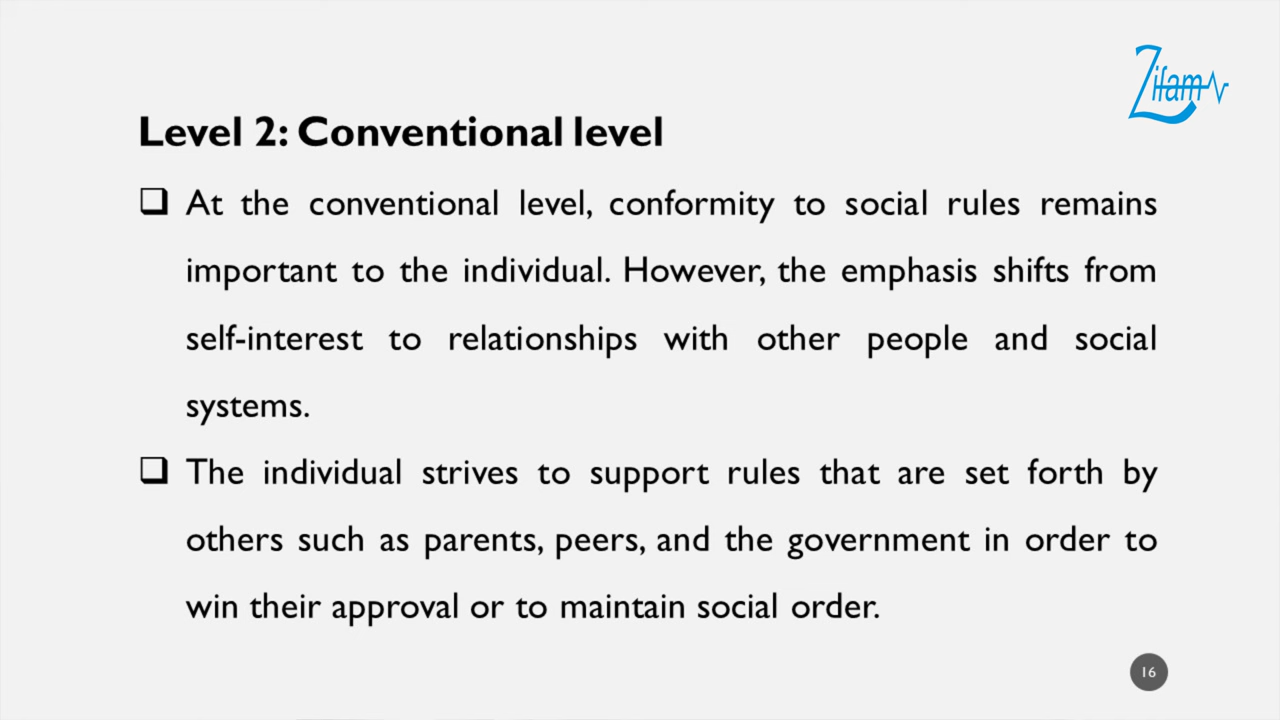 Zifam
Level 2: Conventional level
❑ At the conventional level, conformity to social rules remains
important to the individual. However, the emphasis shifts from
self-interest to relationships with other people and social
systems.
❑ The individual strives to support rules that are set forth by
others such as parents, peers, and the government in order to
win their approval or to maintain social order.
16